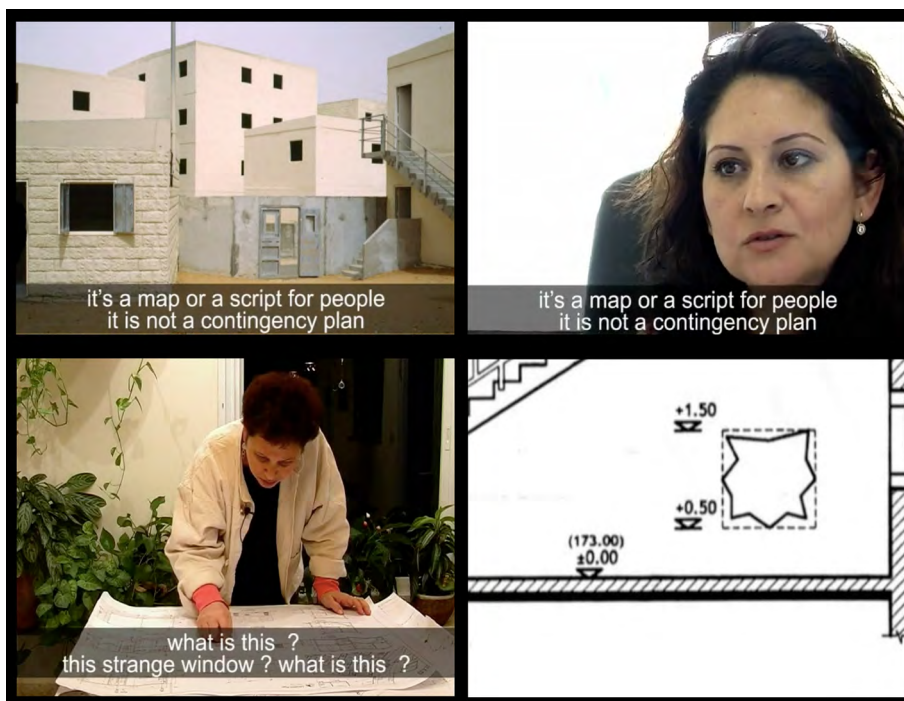 it's a map or a script for people
it is not a contingency plan
it's a map or a script for people
it is not a contingency plan
what is this ?
this strange window ? what is this ?
+1.50
+0.50
(173.00)
±0.00